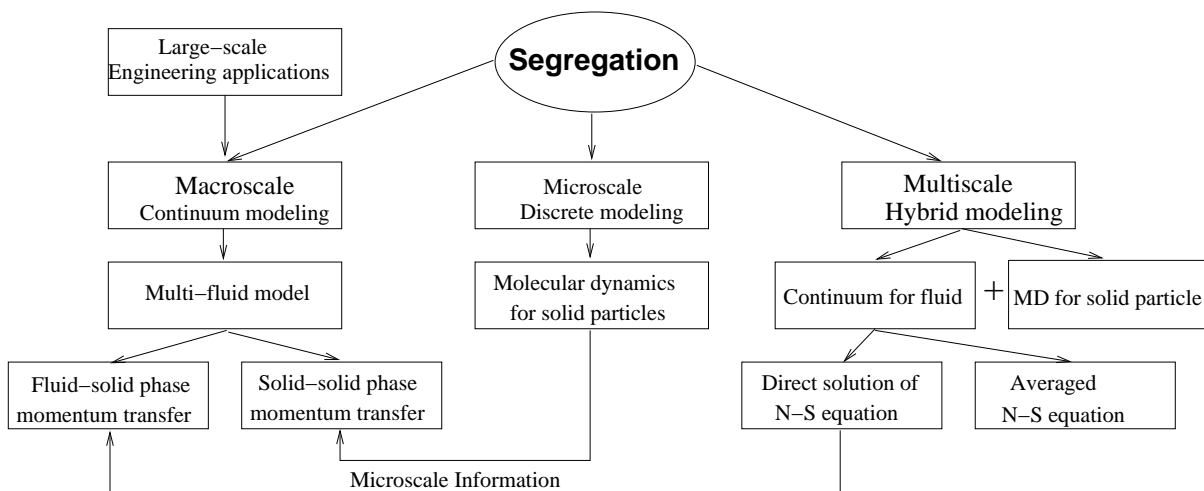 Large−scale
Engineering applications
Segregation
Macroscale
Continuum modeling
Microscale
Discrete modeling
Multiscale
Hybrid modeling
Multi−fluid model
Molecular dynamics
for solid particles
Continuum for fluid
+
MD for solid particle
Fluid−solid phase
momentum transfer
Solid−solid phase
momentum transfer
Direct solution of
N−S equation
Averaged
N−S equation
Microscale Information